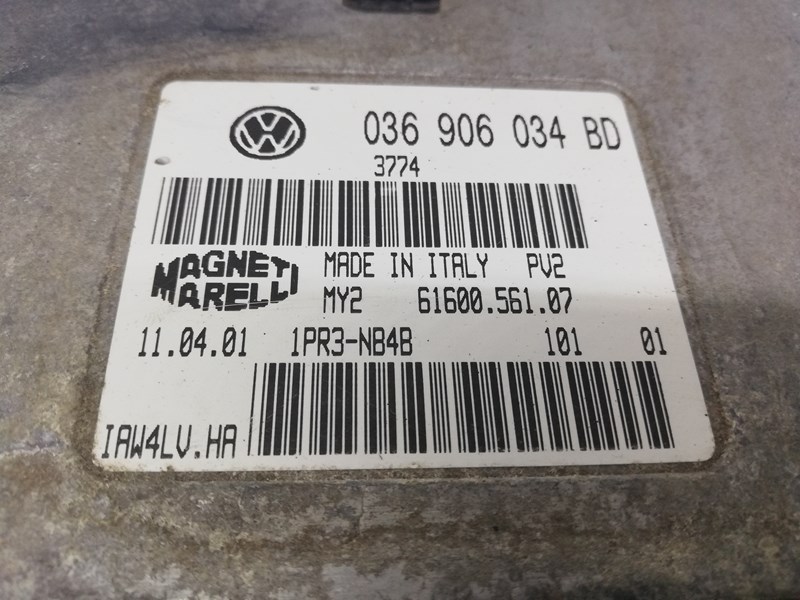 036 906 034 BD
3774
MAGNETI MARELLI
MADE IN ITALY PV2
MY2 61600.561.07
11.04.01 1PR3-NB4B 101 01
IAW4LV.HA